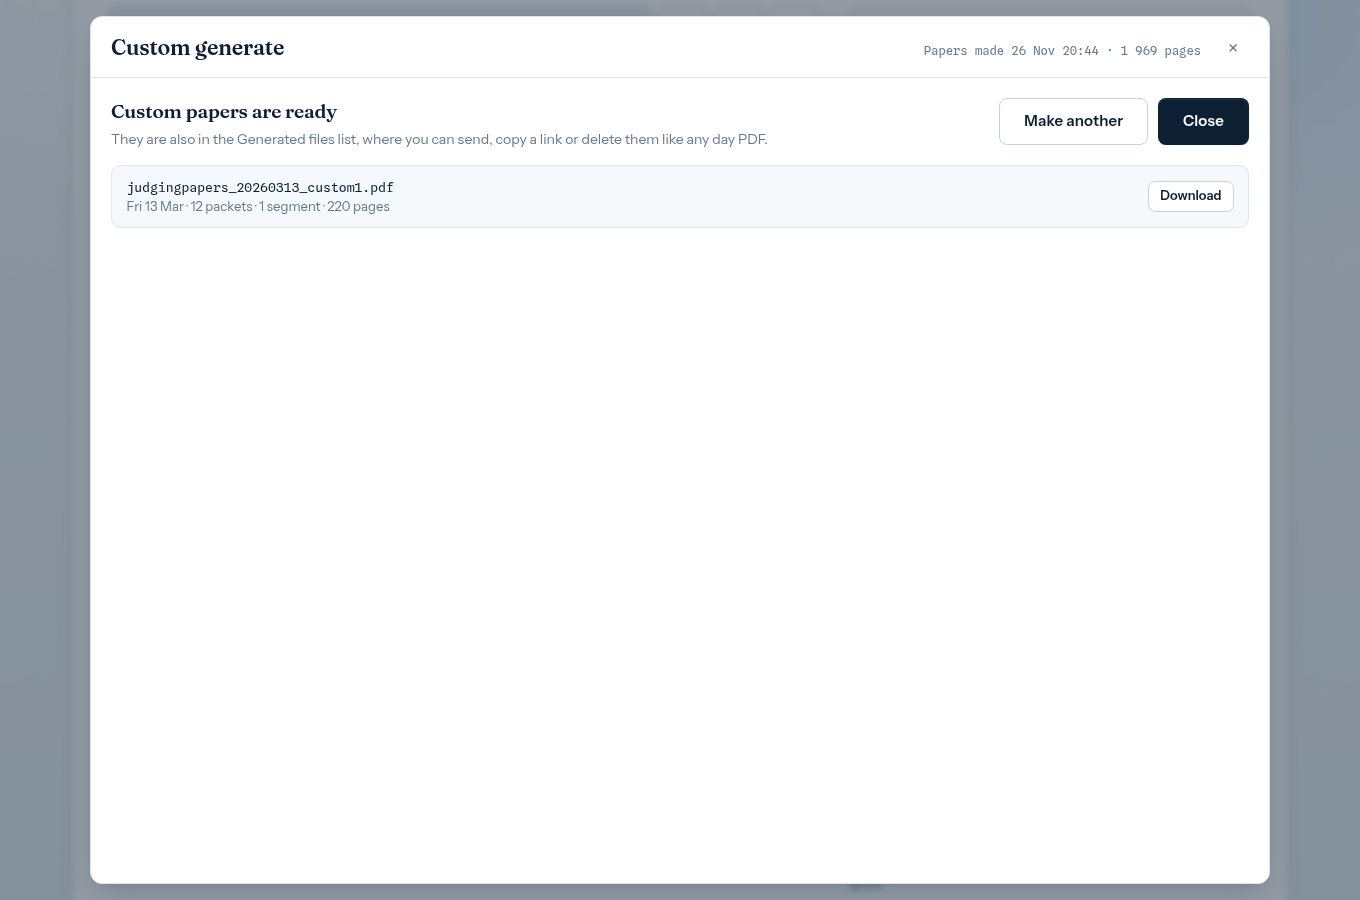 Custom generate
Papers made 26 Nov 20:44 · 1 969 pages ×
Custom papers are ready
They are also in the Generated files list, where you can send, copy a link or delete them like any day PDF.
Make another
Close
judgingpapers_20260313_custom1.pdf
Fri 13 Mar · 12 packets · 1 segment · 220 pages
Download